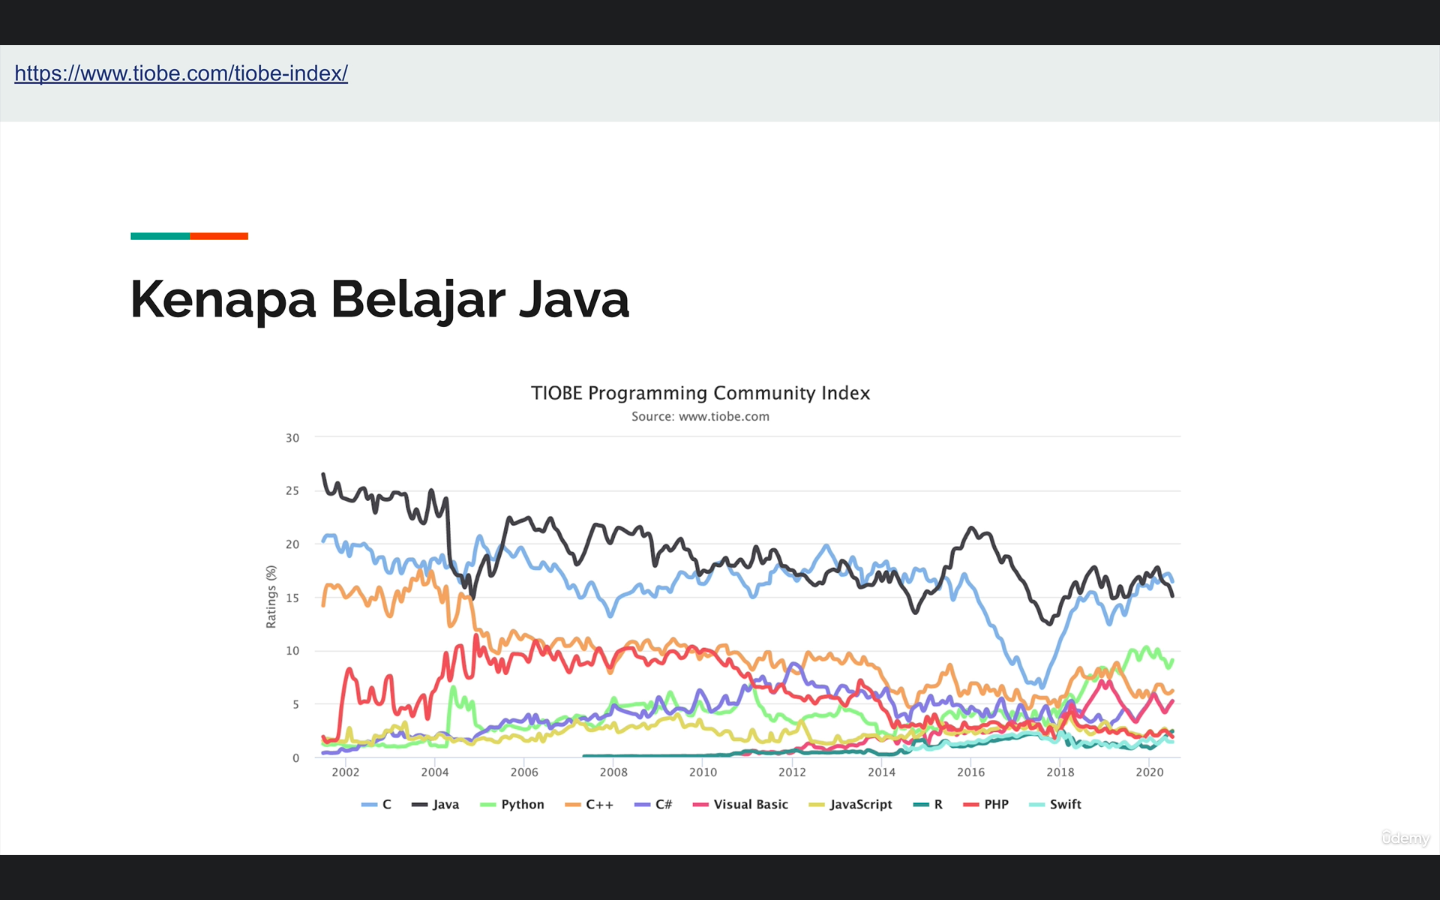 https://www.tiobe.com/tiobe-index/
Kenapa Belajar Java
TIOBE Programming Community Index
Source: www.tiobe.com
30
25
20
15
10
5
0
Ratings (%)
2002 2004 2006 2008 2010 2012 2014 2016 2018 2020
C Java Python C++ C# Visual Basic JavaScript R PHP Swift
ûdemy